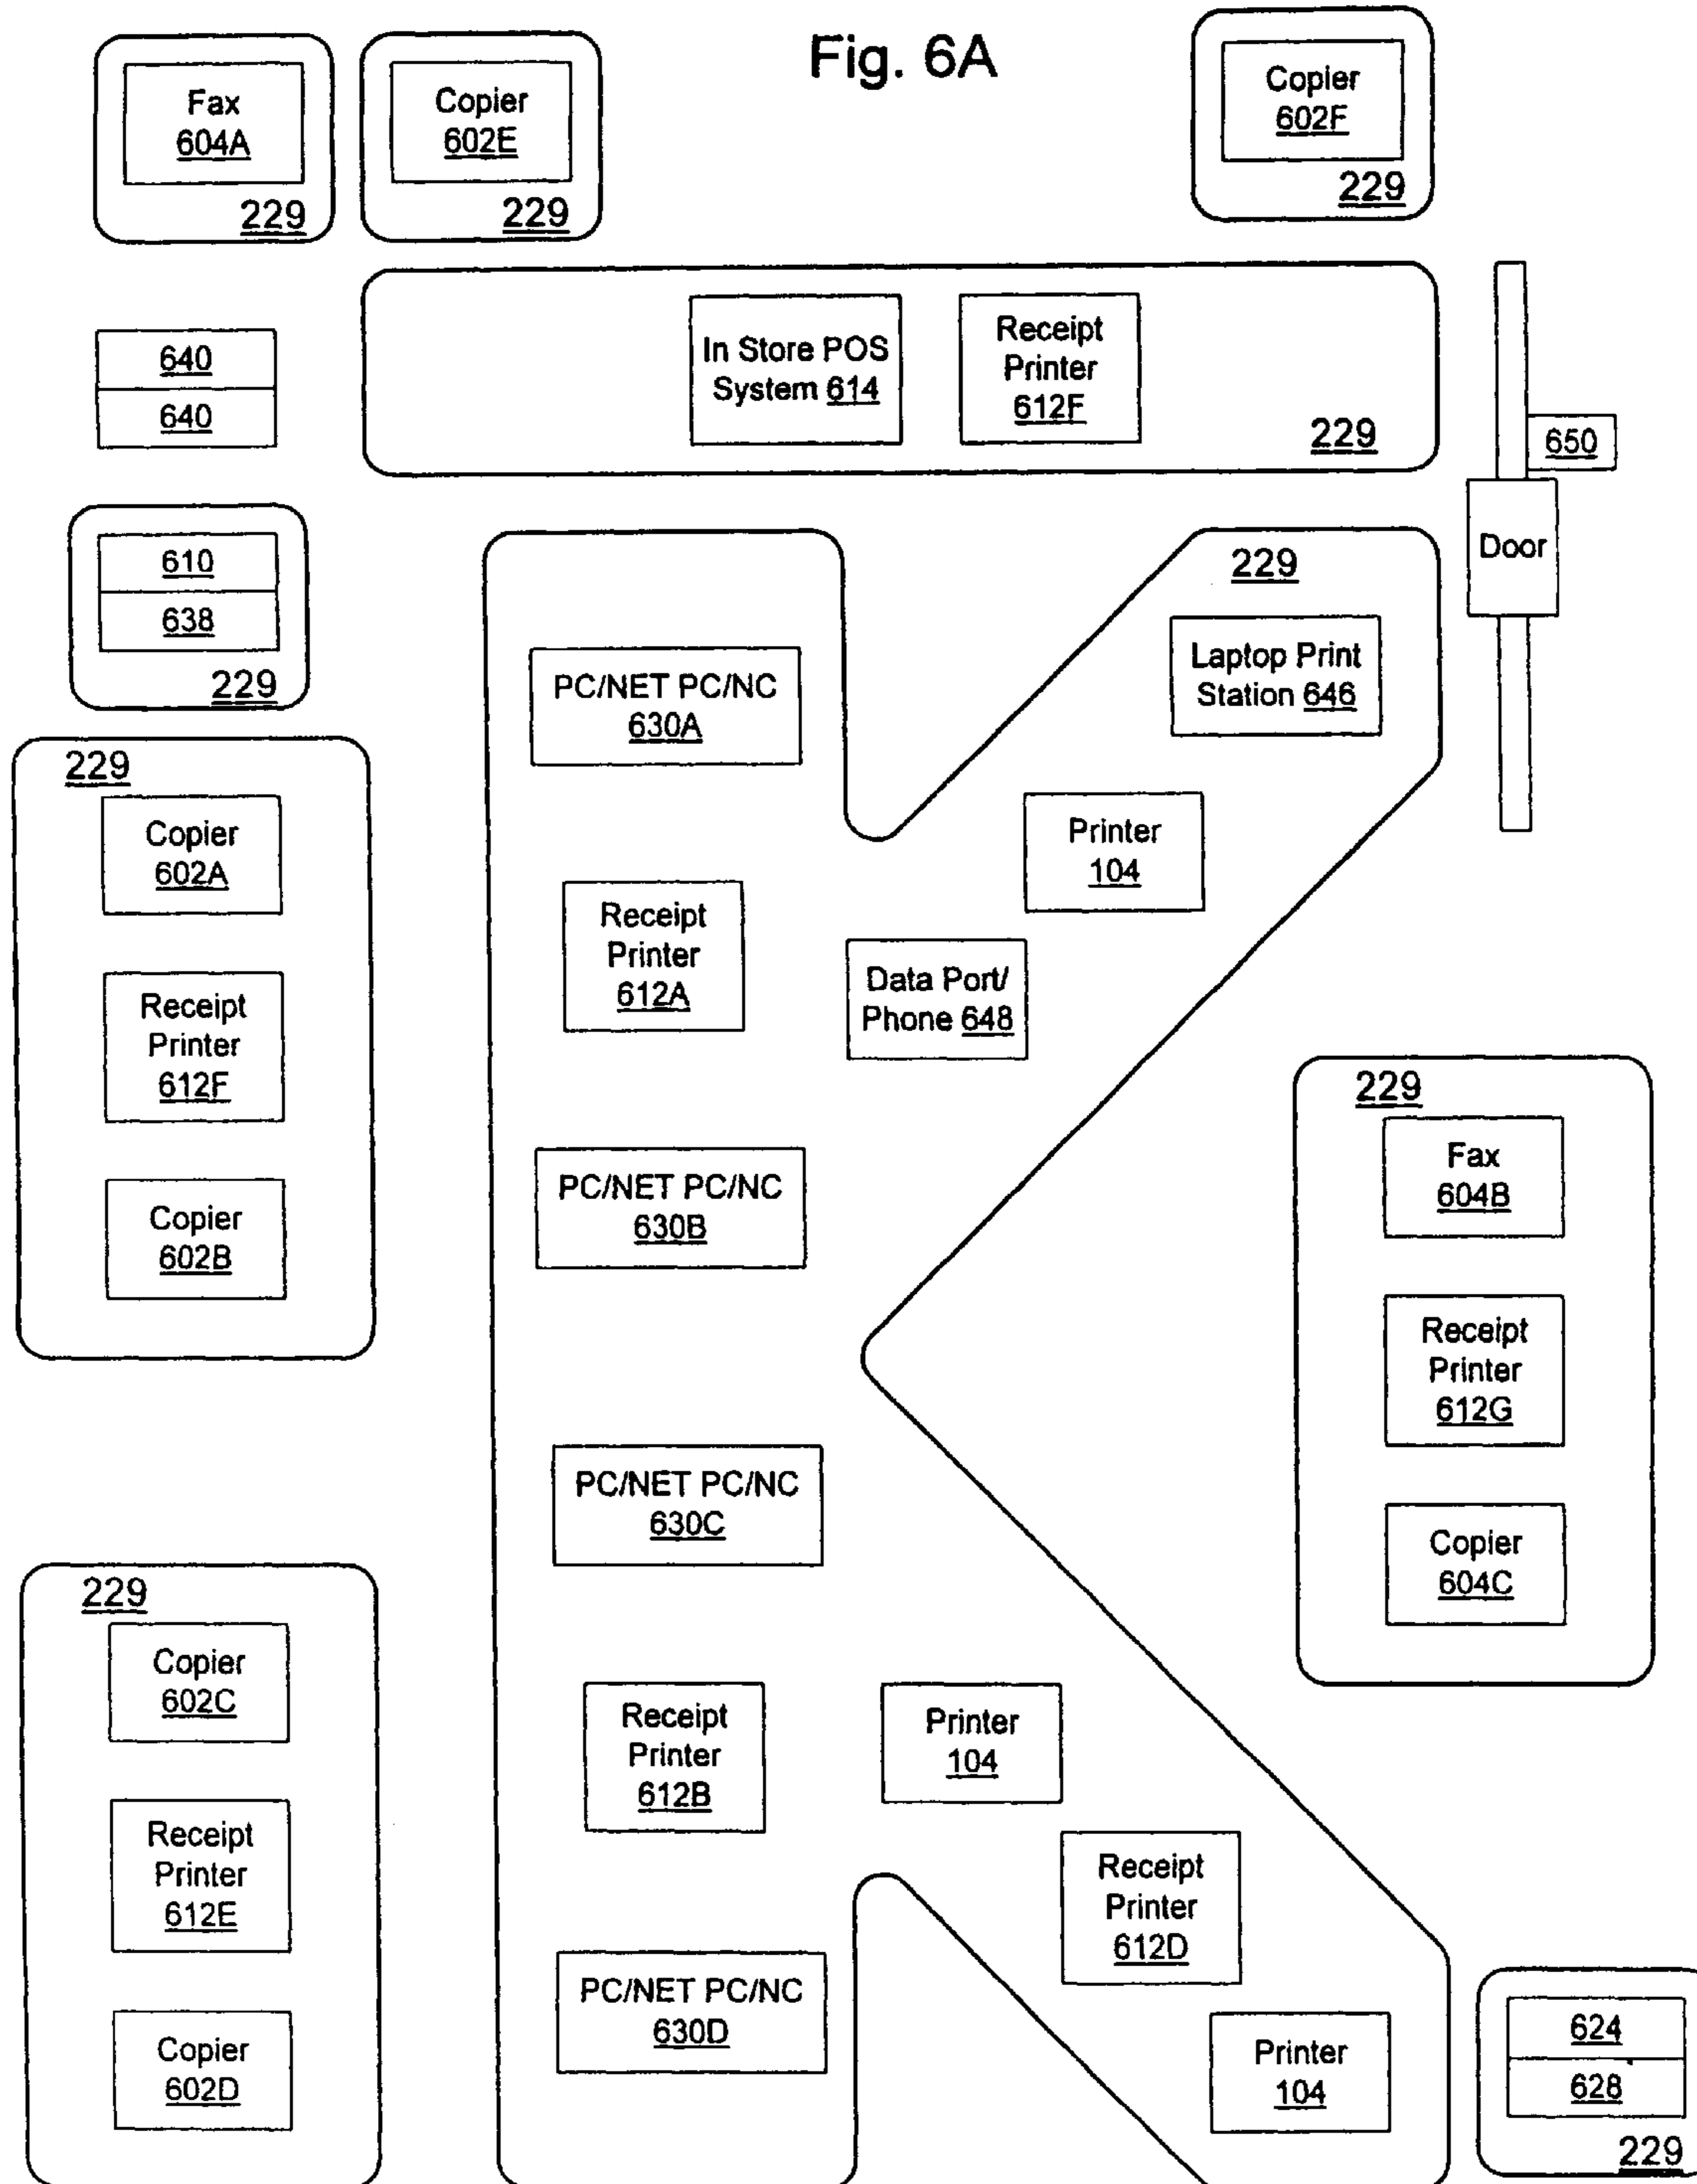 Fig. 6A
Fax
604A
229
Copier
602E
229
Copier
602F
229
640
640
In Store POS
System 614
Receipt
Printer
612F
229
650
Door
610
638
229
229
Copier
602A
Receipt
Printer
612F
Copier
602B
229
Copier
602C
Receipt
Printer
612E
Copier
602D
229
Laptop Print
Station 646
PC/NET PC/NC
630A
Printer
104
Receipt
Printer
612A
Data Port/
Phone 648
PC/NET PC/NC
630B
PC/NET PC/NC
630C
Receipt
Printer
612B
Printer
104
Receipt
Printer
612D
PC/NET PC/NC
630D
Printer
104
229
Fax
604B
Receipt
Printer
612G
Copier
604C
624
628
229